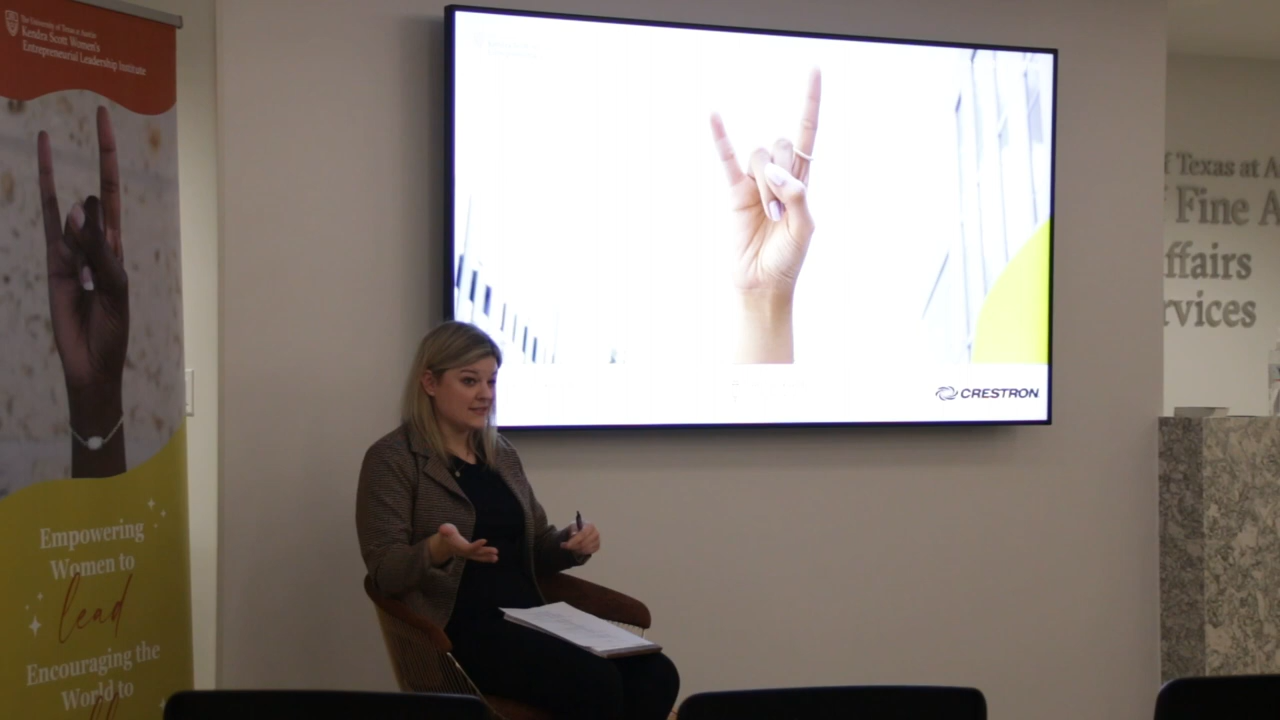 The University of Texas at Austin
Kendra Scott Women's
Entrepreneurial Leadership Institute
Empowering
Women to
lead
Encouraging the
World to
CRESTRON
f Texas at A
Fine A
ffairs
rvices